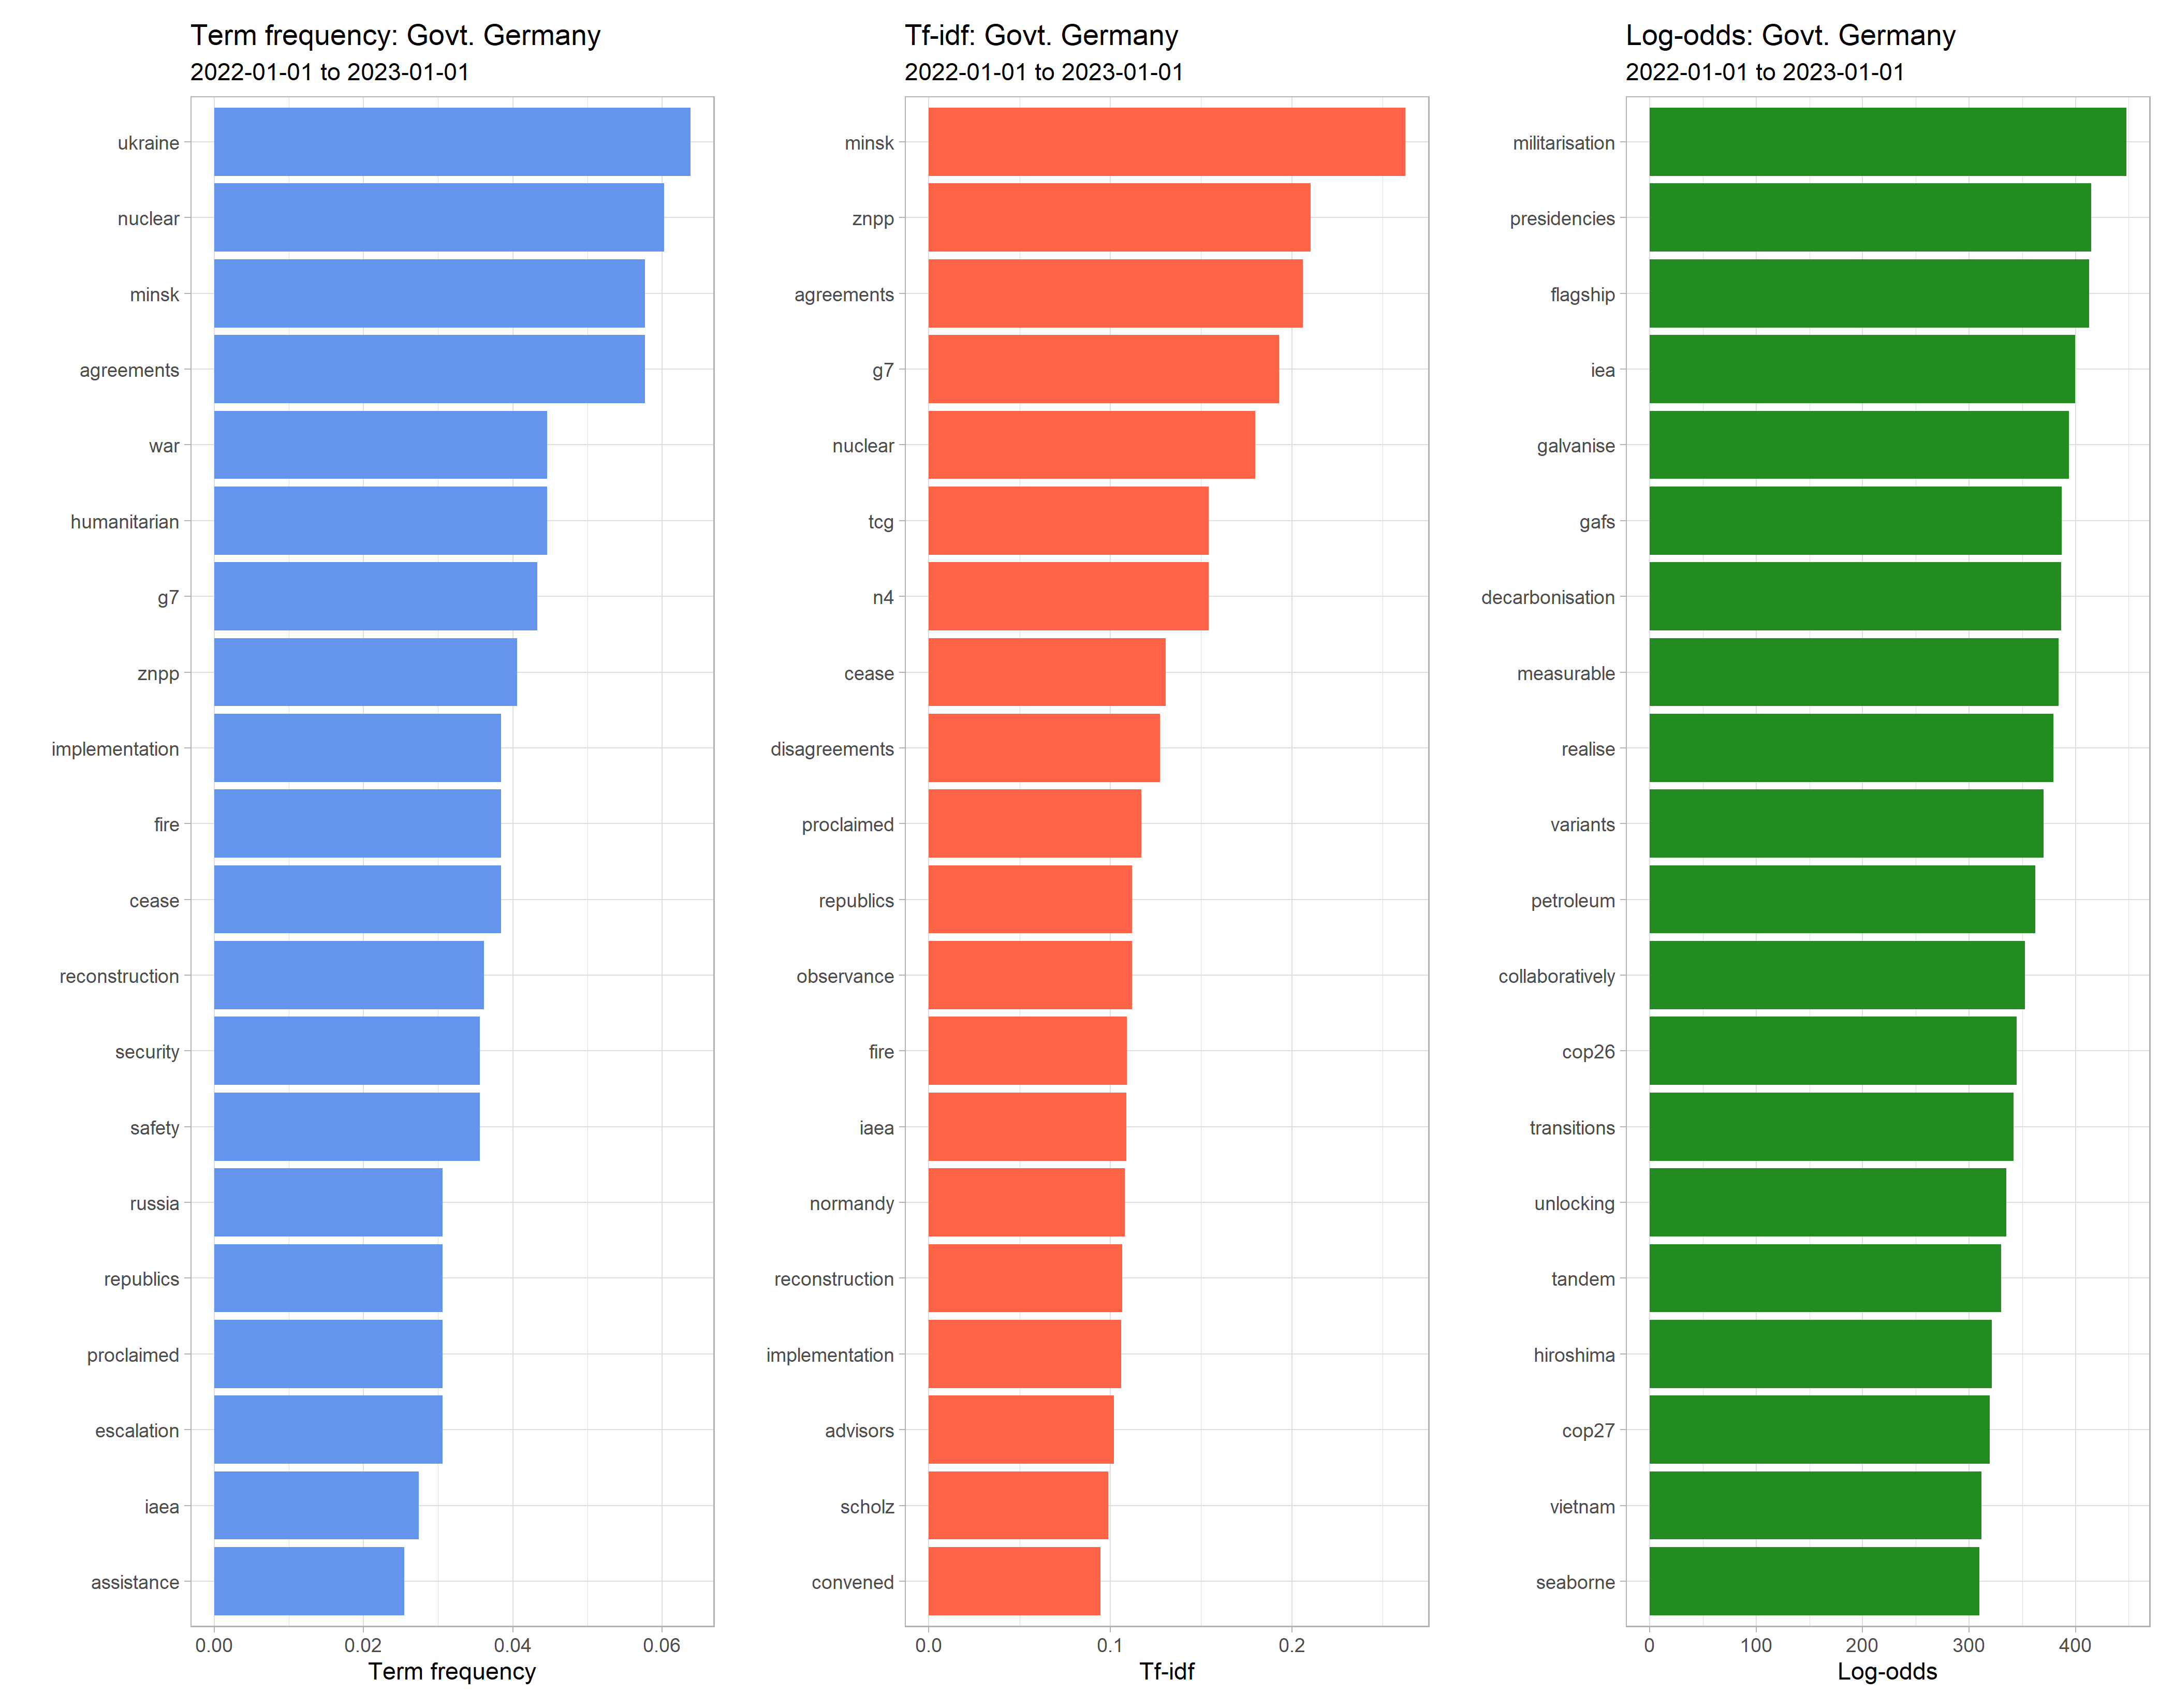 Term frequency: Govt. Germany
2022-01-01 to 2023-01-01
ukraine
nuclear
minsk
agreements
war
humanitarian
g7
znpp
implementation
fire
cease
reconstruction
security
safety
russia
republics
proclaimed
escalation
iaea
assistance
0.00 0.02 0.04 0.06
Term frequency
Tf-idf: Govt. Germany
2022-01-01 to 2023-01-01
minsk
znpp
agreements
g7
nuclear
tcg
n4
cease
disagreements
proclaimed
republics
observance
fire
iaea
normandy
reconstruction
implementation
advisors
scholz
convened
0.0 0.1 0.2
Tf-idf
Log-odds: Govt. Germany
2022-01-01 to 2023-01-01
militarisation
presidencies
flagship
iea
galvanise
gafs
decarbonisation
measurable
realise
variants
petroleum
collaboratively
cop26
transitions
unlocking
tandem
hiroshima
cop27
vietnam
seaborne
0 100 200 300 400
Log-odds